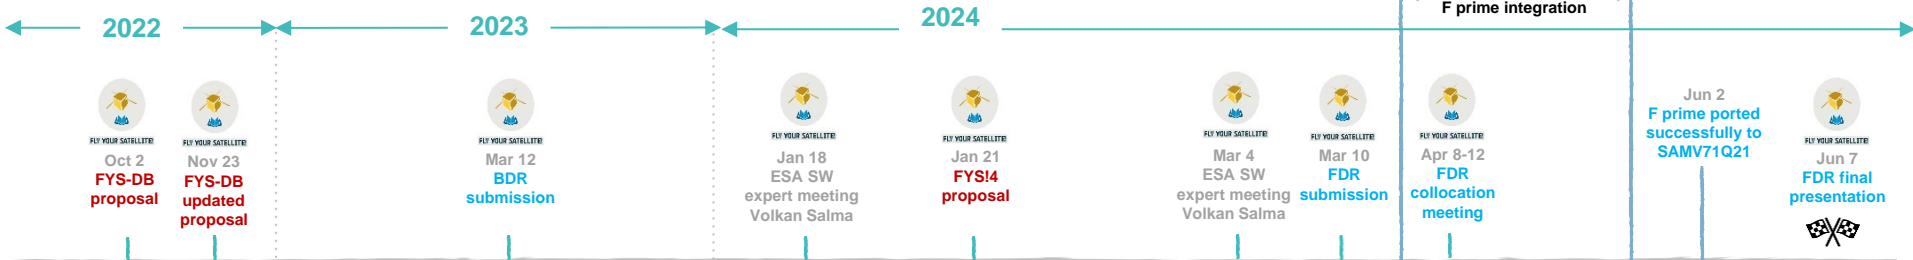 F prime integration
2022
2023
2024
FLY YOUR SATELLITE!
Oct 2
FYS-DB
proposal
FLY YOUR SATELLITE!
Nov 23
FYS-DB
updated
proposal
FLY YOUR SATELLITE!
Mar 12
BDR
submission
FLY YOUR SATELLITE!
Jan 18
ESA SW
expert meeting
Volkan Salma
FLY YOUR SATELLITE!
Jan 21
FYS!4
proposal
FLY YOUR SATELLITE!
Mar 4
ESA SW
expert meeting
Volkan Salma
FLY YOUR SATELLITE!
Mar 10
FDR
submission
FLY YOUR SATELLITE!
Apr 8-12
FDR
collocation
meeting
Jun 2
F prime ported
successfully to
SAMV71Q21
FLY YOUR SATELLITE!
Jun 7
FDR final
presentation